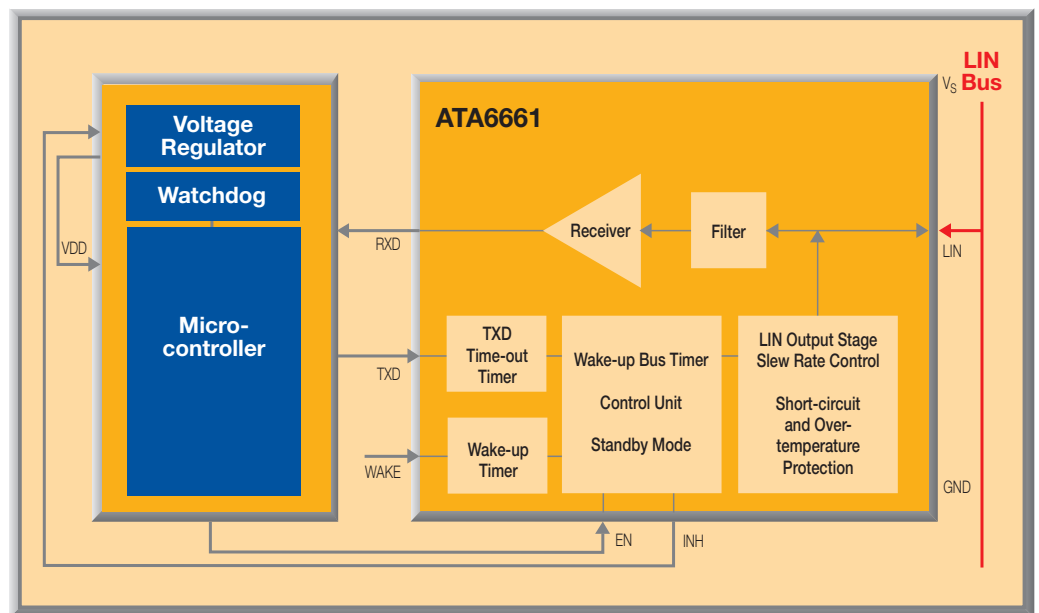 LIN
Bus
VS
ATA6661
Voltage
Regulator
Watchdog
VDD
RXD
Receiver
Filter
LIN
Micro-
controller
TXD
TXD
Time-out
Timer
Wake-up Bus Timer
Control Unit
Standby Mode
LIN Output Stage
Slew Rate Control
Short-circuit
and Over-
temperature
Protection
WAKE
Wake-up
Timer
GND
EN
INH